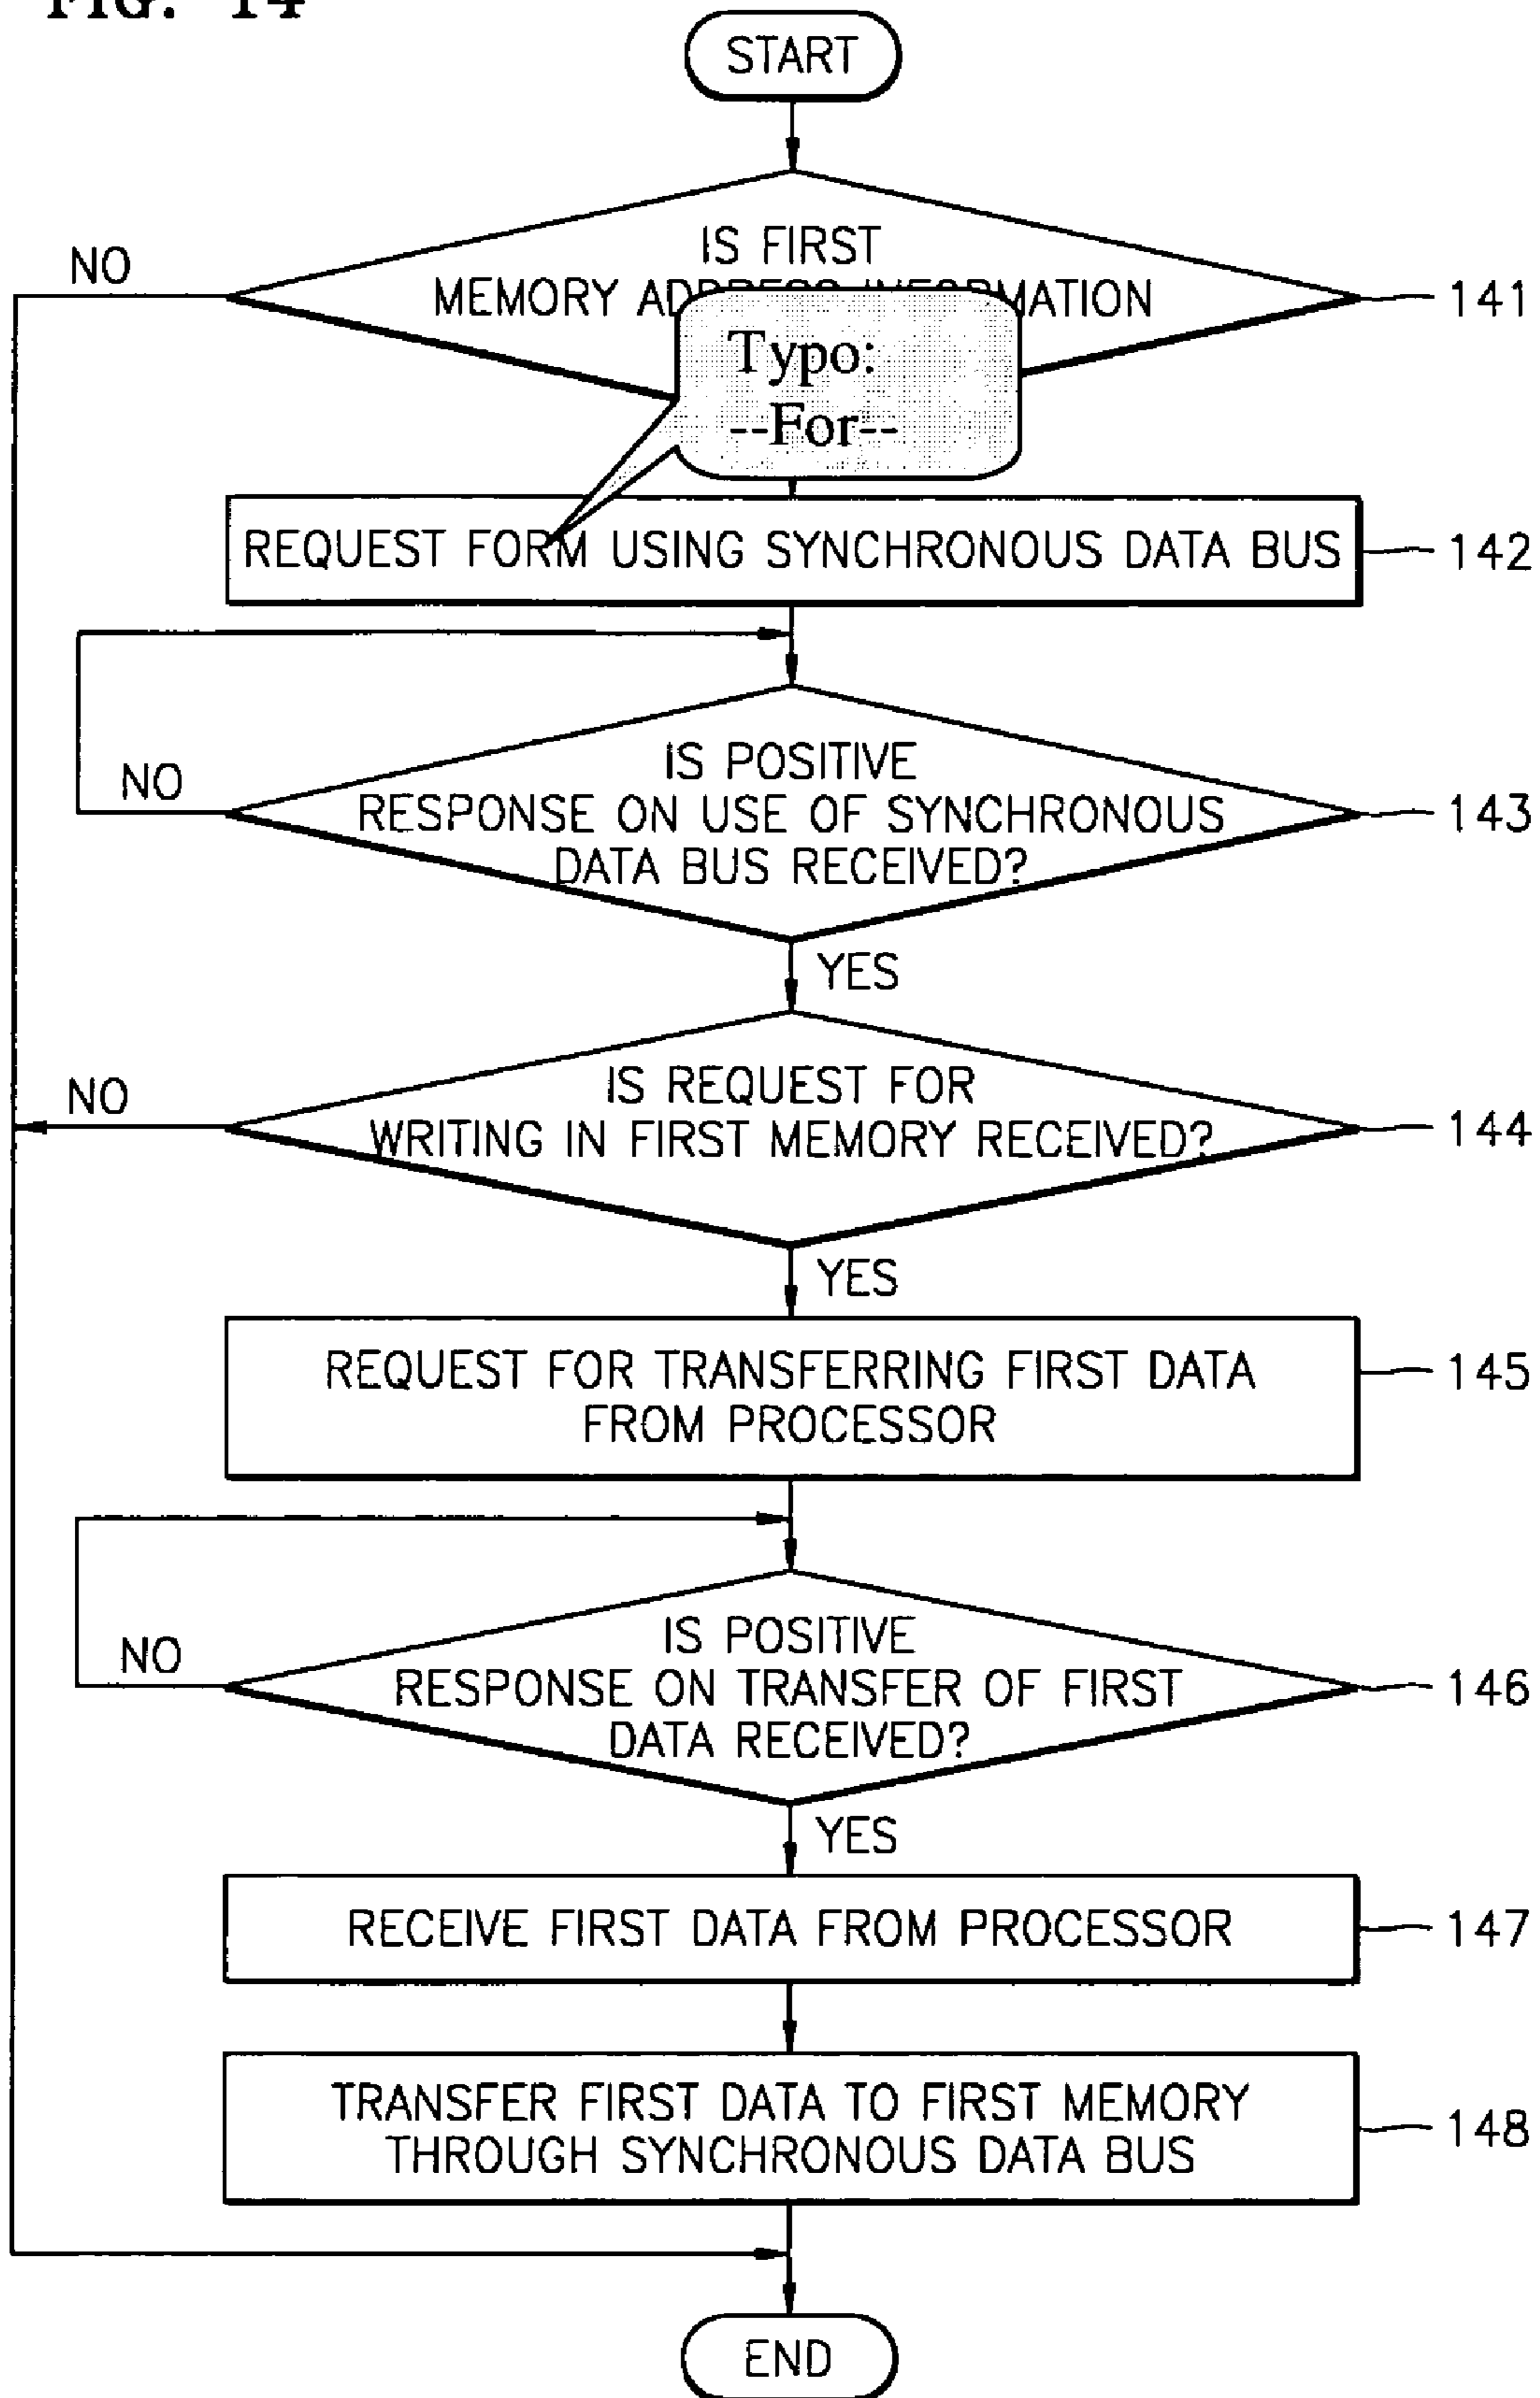 FIG. 14
START
IS FIRST
MEMORY ADDRESS INFORMATION
NO
141
Typo:
--For--
REQUEST FORM USING SYNCHRONOUS DATA BUS
142
IS POSITIVE
RESPONSE ON USE OF SYNCHRONOUS
DATA BUS RECEIVED?
NO
143
YES
IS REQUEST FOR
WRITING IN FIRST MEMORY RECEIVED?
NO
144
YES
REQUEST FOR TRANSFERRING FIRST DATA
FROM PROCESSOR
145
IS POSITIVE
RESPONSE ON TRANSFER OF FIRST
DATA RECEIVED?
NO
146
YES
RECEIVE FIRST DATA FROM PROCESSOR
147
TRANSFER FIRST DATA TO FIRST MEMORY
THROUGH SYNCHRONOUS DATA BUS
148
END